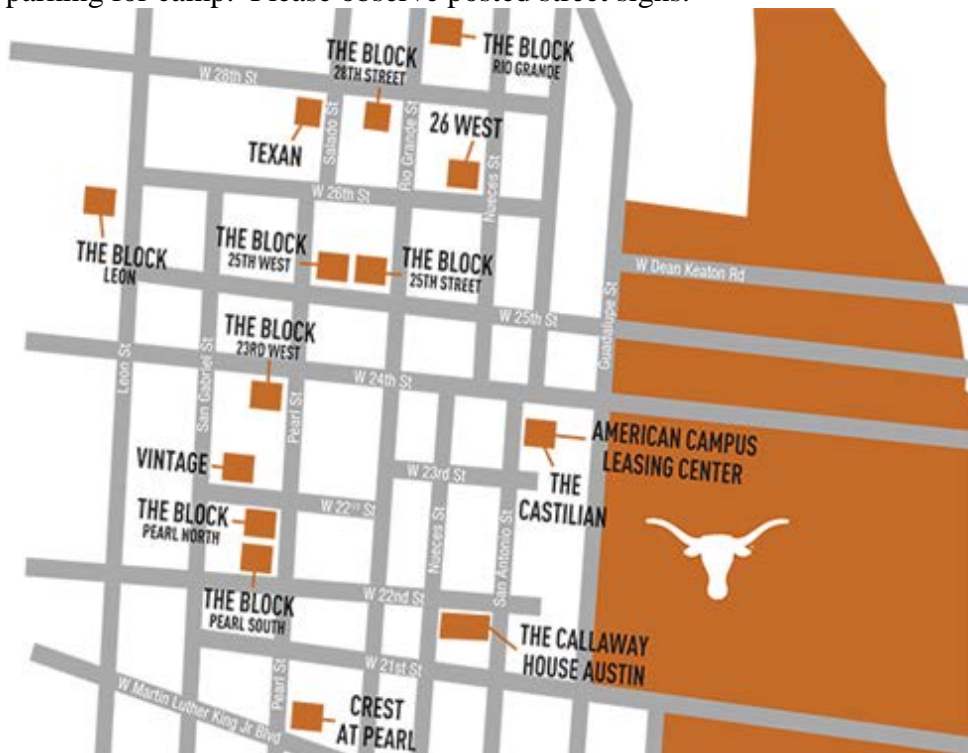 parking for camp. Please observe posted street signs.
THE BLOCK
RIO GRANDE
THE BLOCK
28TH STREET
W 28th St
26 WEST
TEXAN
Salado St
Rio Grande St
Nueces St
W 26th St
THE BLOCK
LEON
THE BLOCK
25TH WEST
THE BLOCK
25TH STREET
W Dean Keaton Rd
W 25th St
Guadalupe St
THE BLOCK
23RD WEST
W 24th St
Leon St
San Gabriel St
Pearl St
AMERICAN CAMPUS
LEASING CENTER
VINTAGE
W 23rd St
THE
CASTILIAN
W 22nd St
THE BLOCK
PEARL NORTH
Nueces St
San Antonio St
W 22nd St
THE BLOCK
PEARL SOUTH
THE CALLAWAY
HOUSE AUSTIN
W 21st St
Pearl St
W Martin Luther King Jr Blvd
CREST
AT PEARL